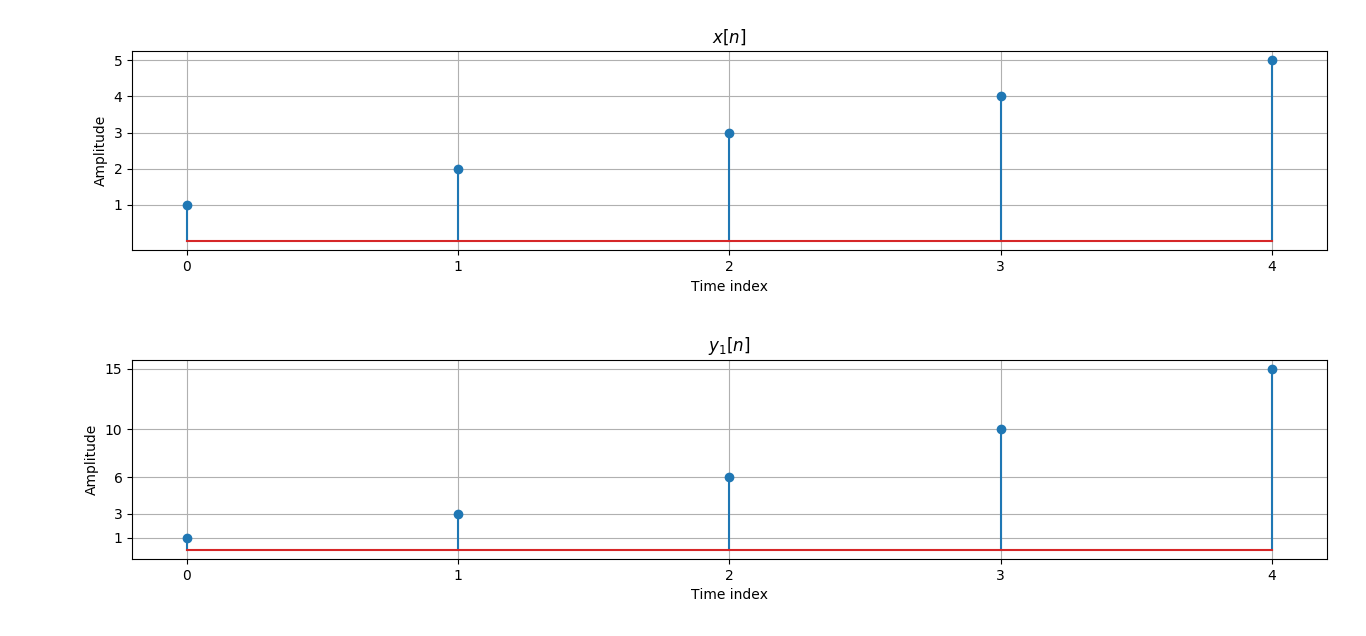 x[n]
5
4
3
2
1
Amplitude
0 1 2 3 4
Time index
y₁[n]
15
10
6
3
1
Amplitude
0 1 2 3 4
Time index